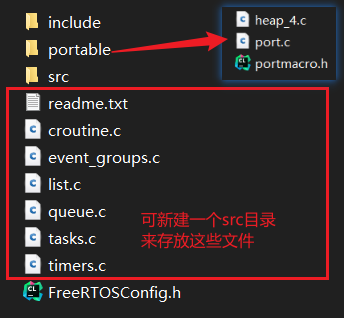 include
portable
src
readme.txt
croutine.c
event_groups.c
list.c
queue.c
tasks.c
timers.c
FreeRTOSConfig.h
heap_4.c
port.c
portmacro.h
可新建一个src目录
来存放这些文件